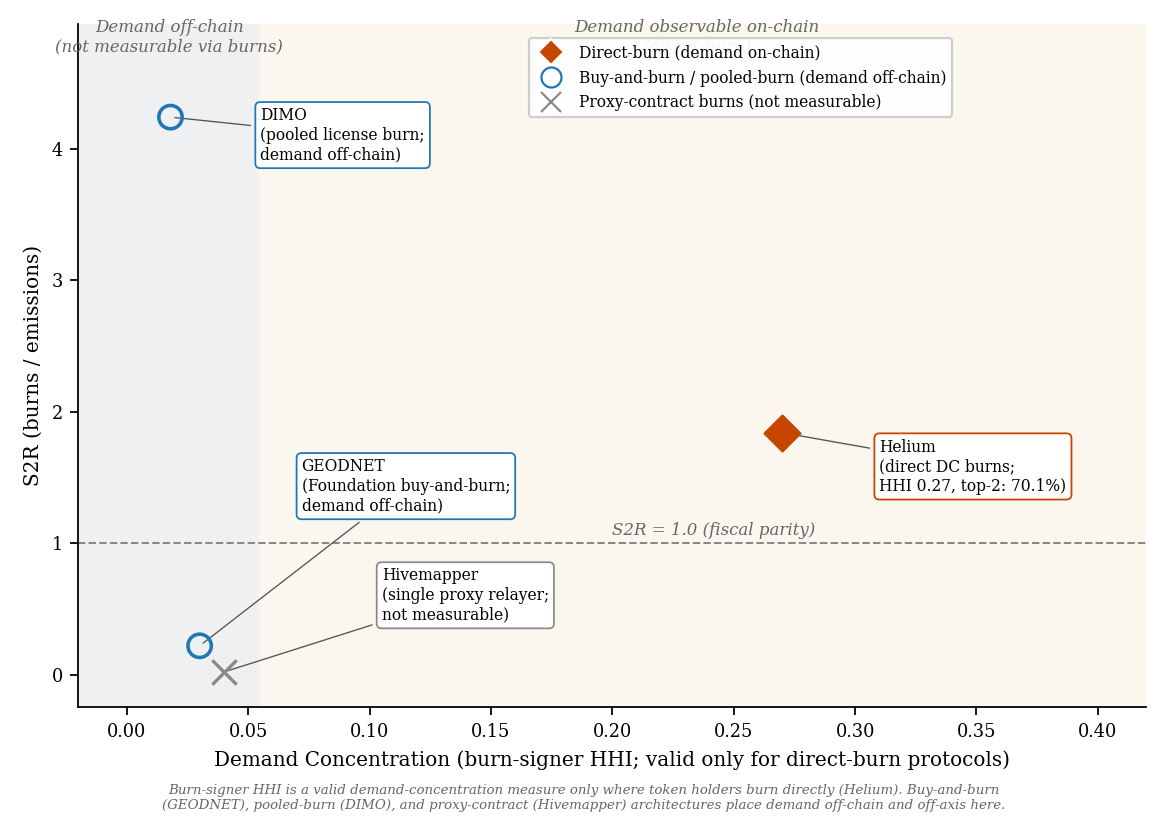 Demand off-chain
(not measurable via burns)
Demand observable on-chain
Direct-burn (demand on-chain)
Buy-and-burn / pooled-burn (demand off-chain)
Proxy-contract burns (not measurable)
DIMO
(pooled license burn;
demand off-chain)
Helium
(direct DC burns;
HHI 0.27, top-2: 70.1%)
GEODNET
(Foundation buy-and-burn;
demand off-chain)
S2R = 1.0 (fiscal parity)
Hivemapper
(single proxy relayer;
not measurable)
S2R (burns / emissions)
4
3
2
1
0
0.00 0.05 0.10 0.15 0.20 0.25 0.30 0.35 0.40
Demand Concentration (burn-signer HHI; valid only for direct-burn protocols)
Burn-signer HHI is a valid demand-concentration measure only where token holders burn directly (Helium). Buy-and-burn
(GEODNET), pooled-burn (DIMO), and proxy-contract (Hivemapper) architectures place demand off-chain and off-axis here.